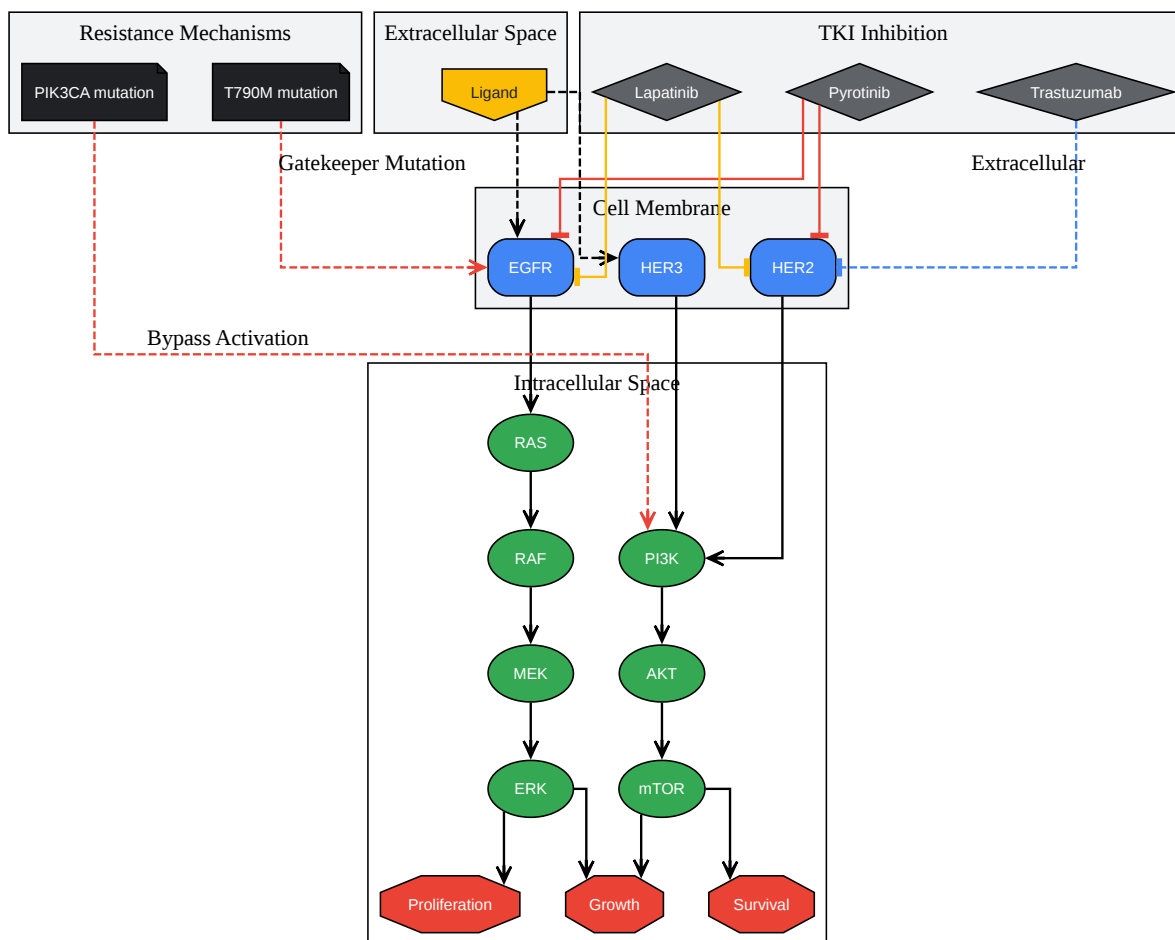 Resistance Mechanisms
Extracellular Space
TKI Inhibition
PIK3CA mutation
T790M mutation
Ligand
Lapatinib
Pyrotinib
Trastuzumab
Gatekeeper Mutation
Extracellular
Cell Membrane
EGFR
HER3
HER2
Bypass Activation
Intracellular Space
RAS
RAF
PI3K
MEK
AKT
ERK
mTOR
Proliferation
Growth
Survival